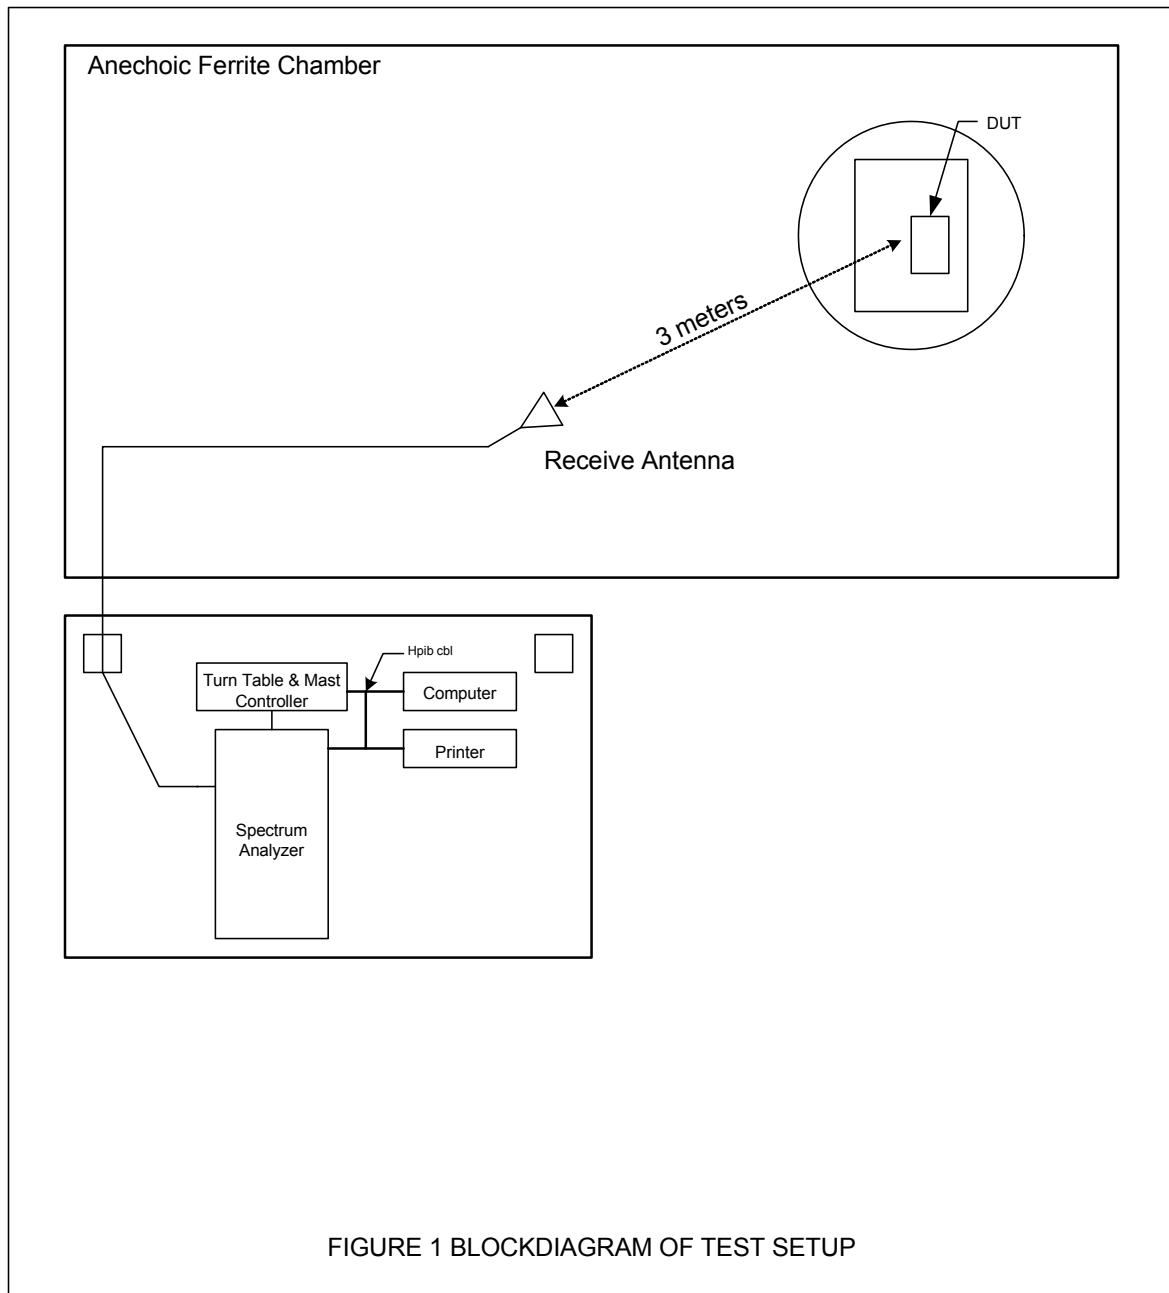 Anechoic Ferrite Chamber
DUT
3 meters
Receive Antenna
Hpib cbl
Turn Table & Mast
Controller
Computer
Printer
Spectrum
Analyzer
FIGURE 1 BLOCKDIAGRAM OF TEST SETUP